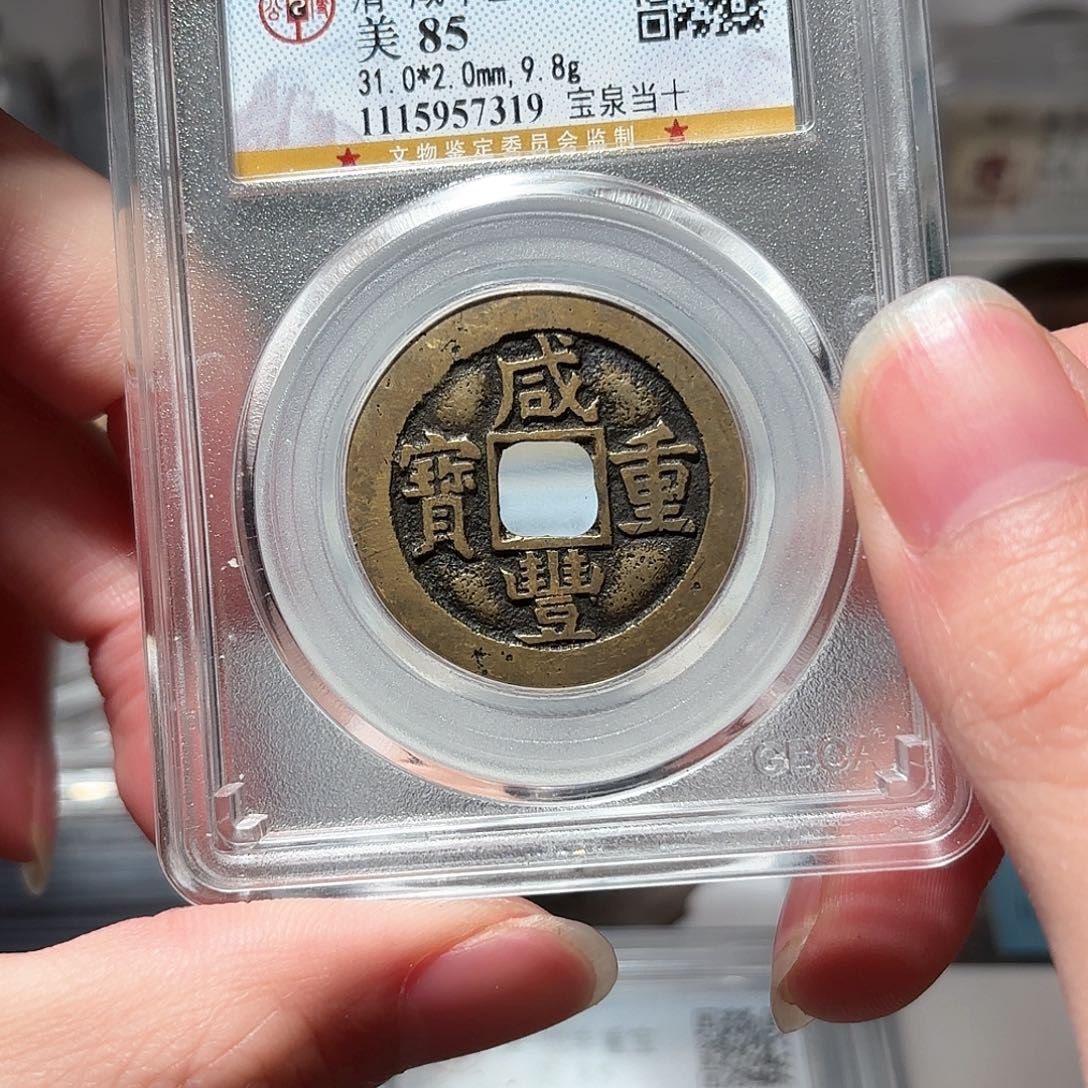 美 85
31.0*2.0mm, 9.8g
1115957319 宝泉当十
★ 文物鉴定委员会监制 ★
咸
寶 重
豐
GBCA